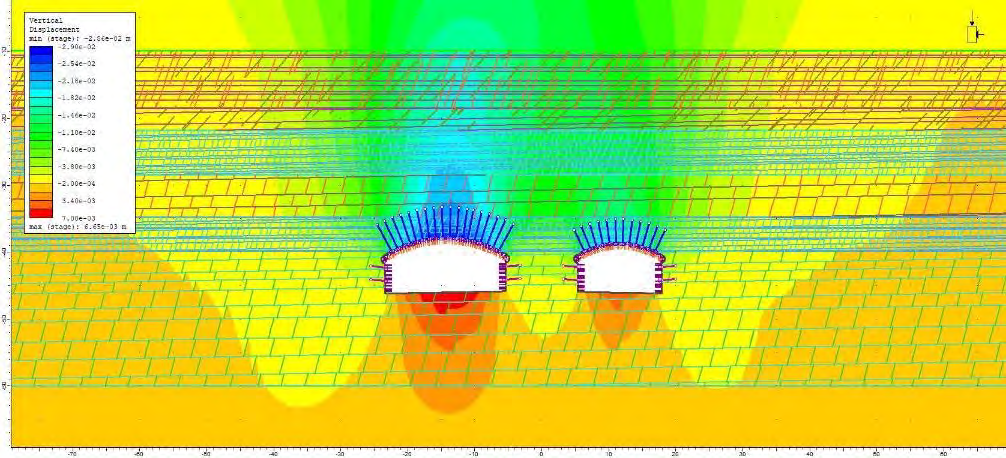 Vertical
Displacement
min (stage): -2.86e-02 m
-2.90e-02
-2.54e-02
-2.18e-02
-1.82e-02
-1.46e-02
-1.10e-02
-7.40e-03
-3.80e-03
-2.00e-04
3.40e-03
7.00e-03
max (stage): 6.65e-03 m
-70 -60 -50 -40 -30 -20 -10 0 10 20 30 40 50 60